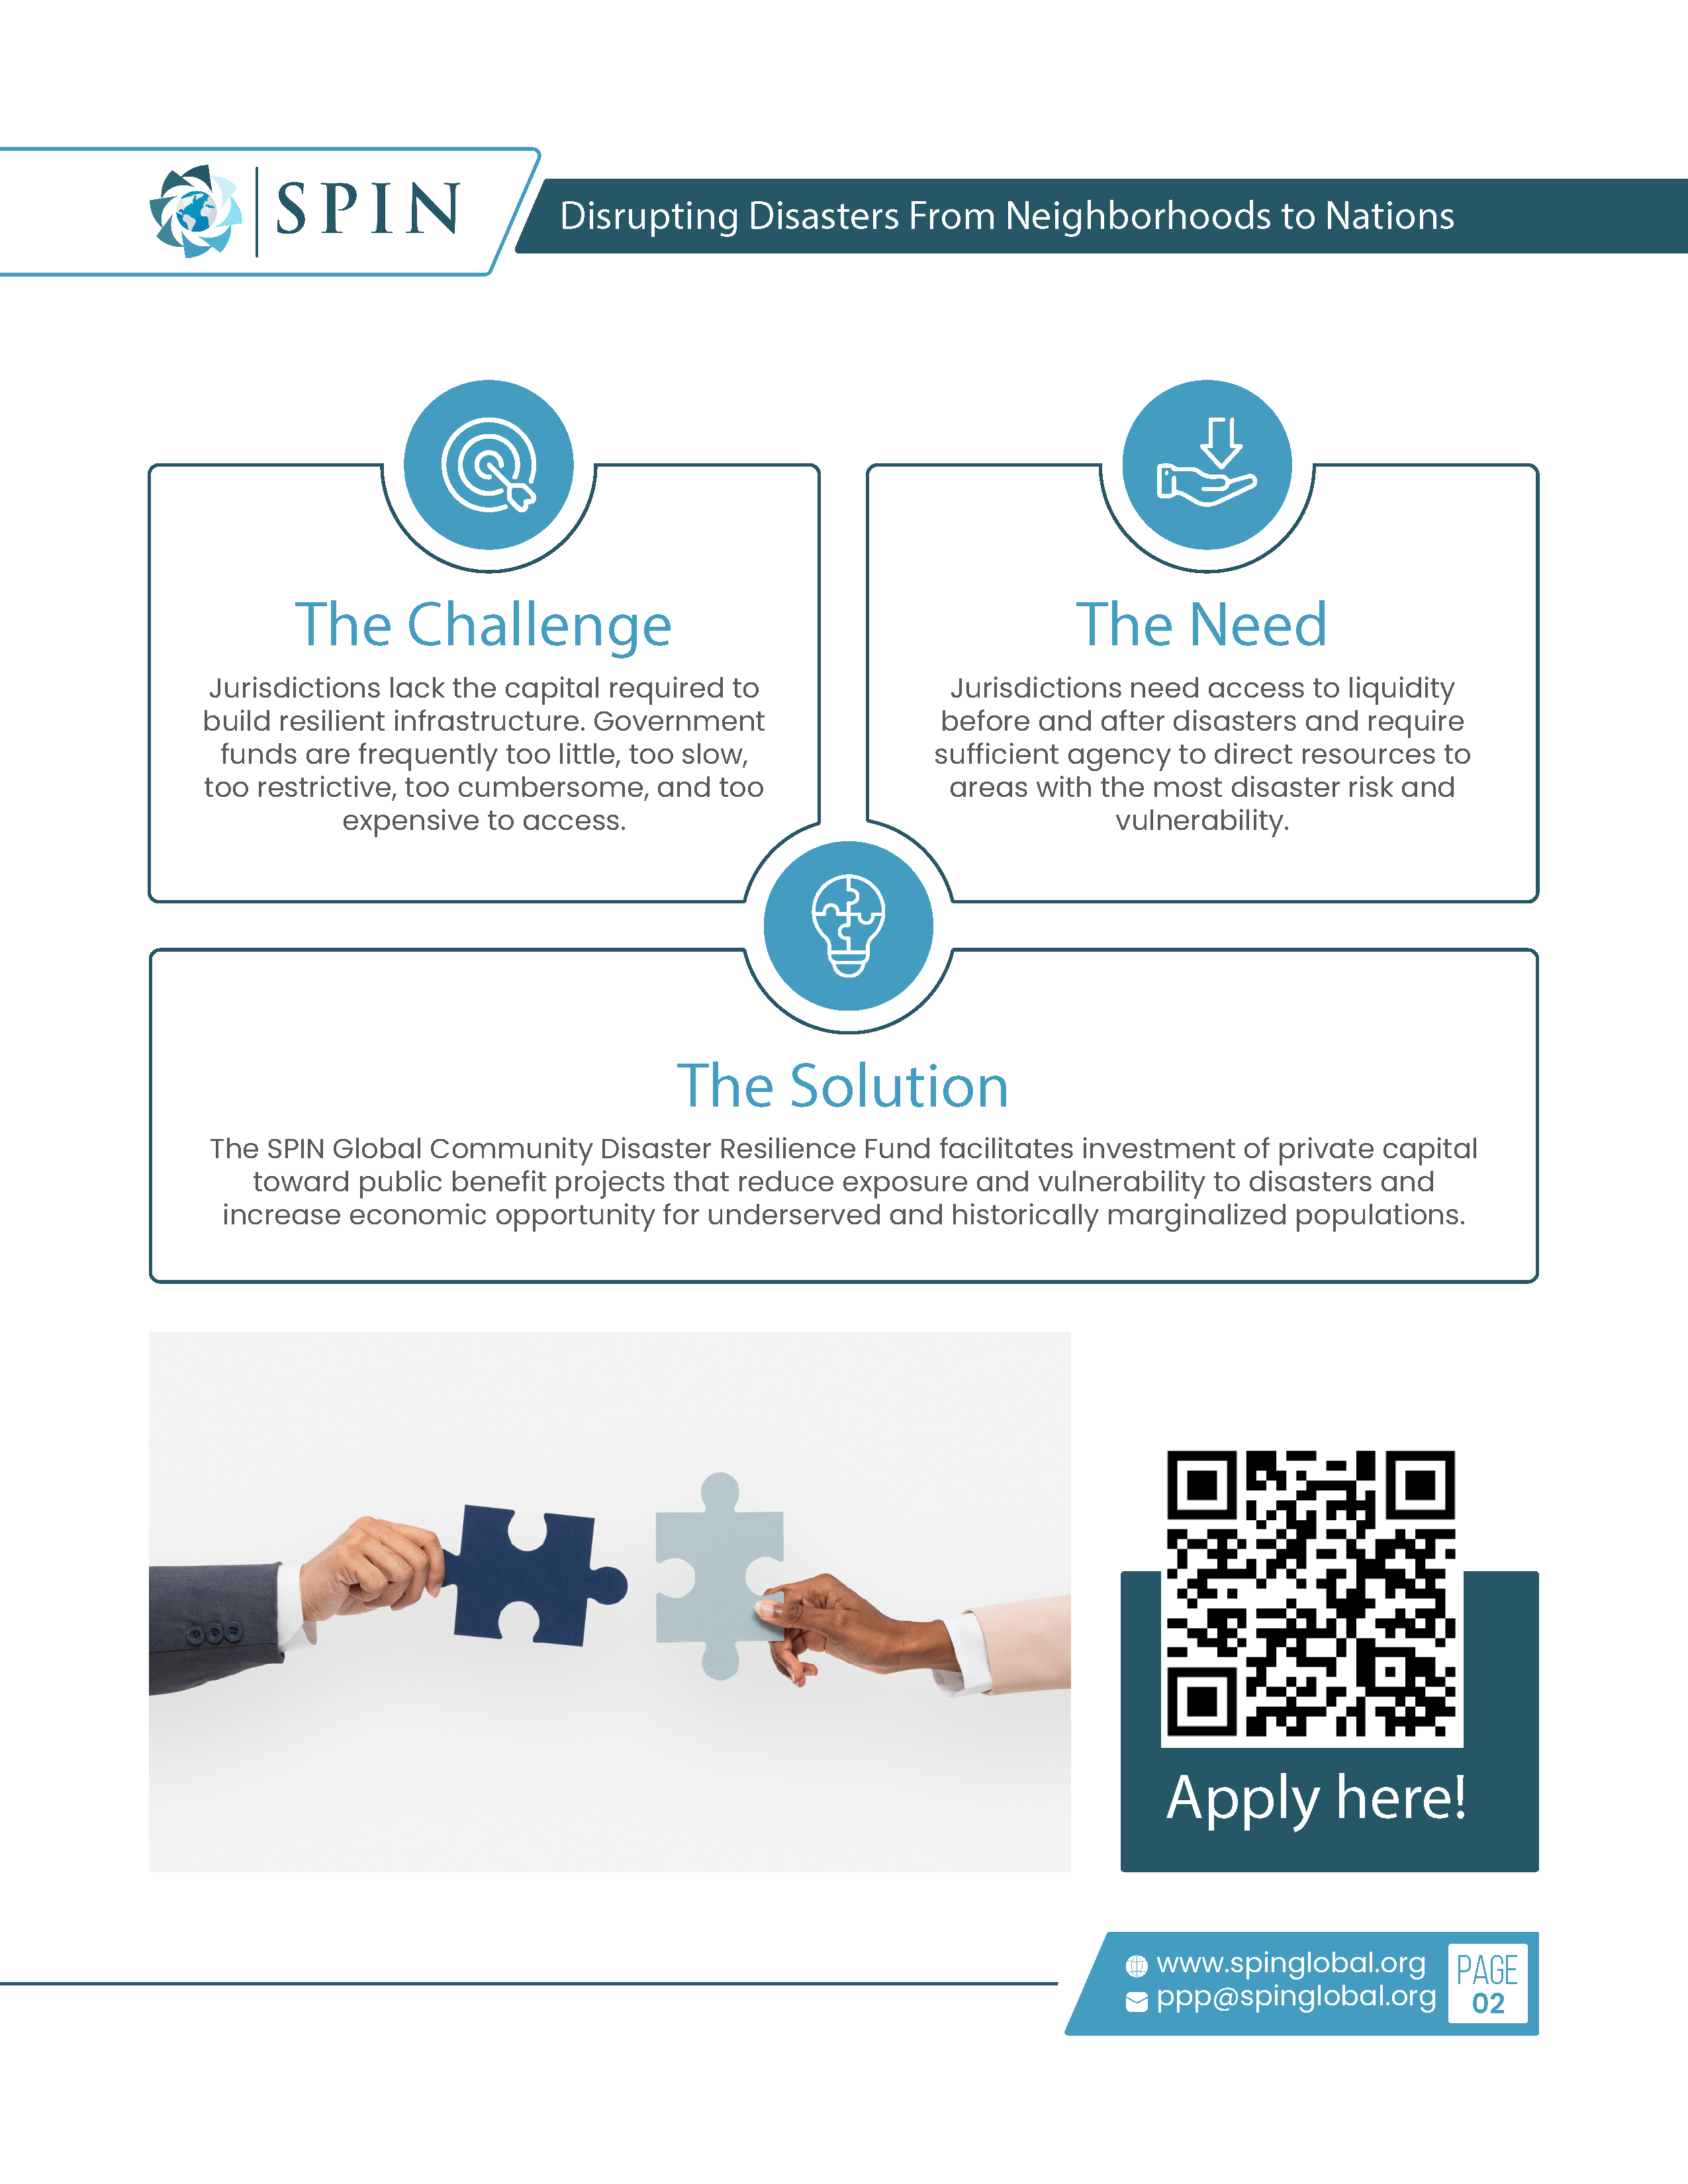 SPIN
Disrupting Disasters From Neighborhoods to Nations
The Challenge
Jurisdictions lack the capital required to
build resilient infrastructure. Government
funds are frequently too little, too slow,
too restrictive, too cumbersome, and too
expensive to access.
The Need
Jurisdictions need access to liquidity
before and after disasters and require
sufficient agency to direct resources to
areas with the most disaster risk and
vulnerability.
The Solution
The SPIN Global Community Disaster Resilience Fund facilitates investment of private capital
toward public benefit projects that reduce exposure and vulnerability to disasters and
increase economic opportunity for underserved and historically marginalized populations.
Apply here!
www.spinglobal.org
ppp@spinglobal.org
PAGE
02